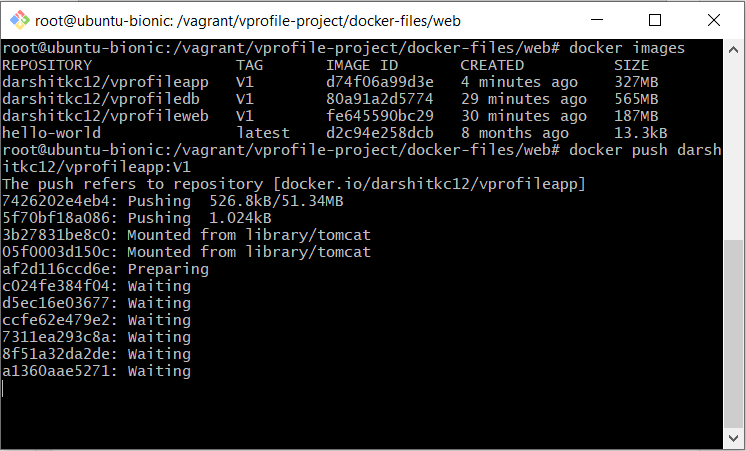 root@ubuntu-bionic: /vagrant/vprofile-project/docker-files/web
root@ubuntu-bionic:/vagrant/vprofile-project/docker-files/web# docker images
REPOSITORY TAG IMAGE ID CREATED SIZE
darshitkc12/vprofileapp V1 d74f06a99d3e 4 minutes ago 327MB
darshitkc12/vprofiledb V1 80a91a2d5774 29 minutes ago 565MB
darshitkc12/vprofileweb V1 fe645590bc29 30 minutes ago 187MB
hello-world latest d2c94e258dcb 8 months ago 13.3kB
root@ubuntu-bionic:/vagrant/vprofile-project/docker-files/web# docker push darsh
itkc12/vprofileapp:V1
The push refers to repository [docker.io/darshitkc12/vprofileapp]
7426202e4eb4: Pushing 526.8kB/51.34MB
5f70bf18a086: Pushing 1.024kB
3b27831be8c0: Mounted from library/tomcat
05f0003d150c: Mounted from library/tomcat
af2d116ccd6e: Preparing
c024fe384f04: Waiting
d5ec16e03677: Waiting
ccfe62e479e2: Waiting
7311ea293c8a: Waiting
8f51a32da2de: Waiting
a1360aae5271: Waiting